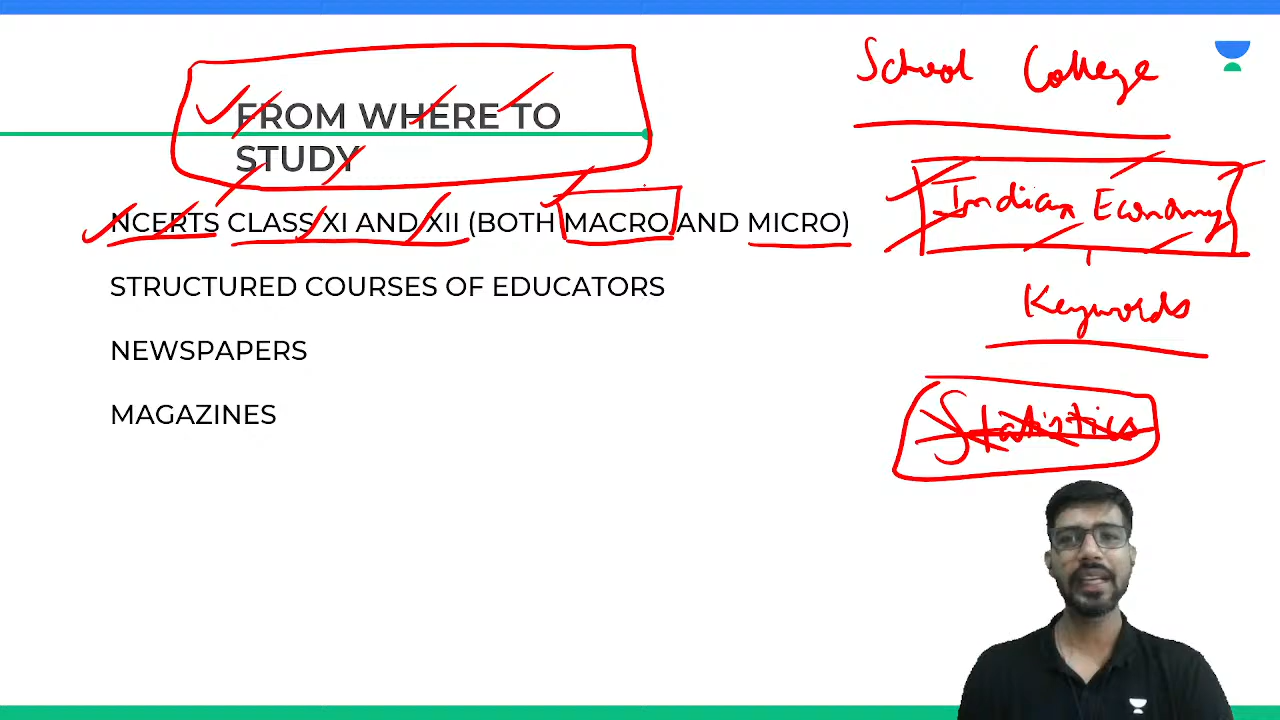 FROM WHERE TO
STUDY
NCERTS CLASS XI AND XII (BOTH MACRO AND MICRO)
STRUCTURED COURSES OF EDUCATORS
NEWSPAPERS
MAGAZINES
School College
Indian Economy
Keywords
Statistics